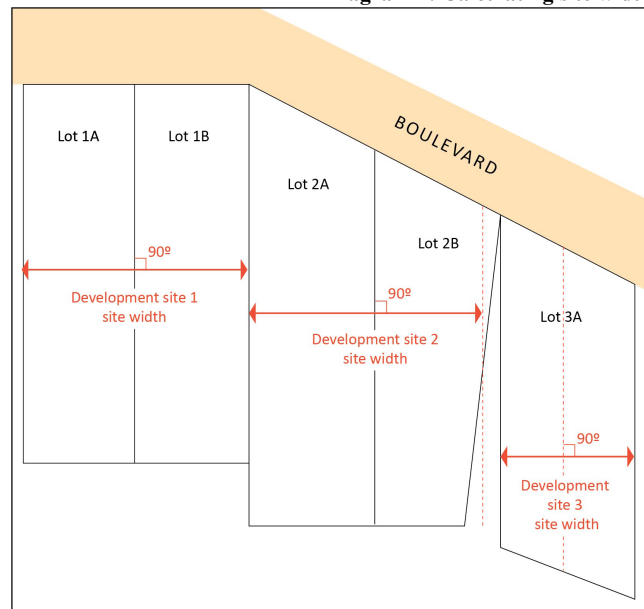 BOULEVARD
Lot 1A
Lot 1B
Lot 2A
Lot 2B
90º
Development site 1
site width
90º
Development site 2
site width
Lot 3A
90º
Development
site 3
site width